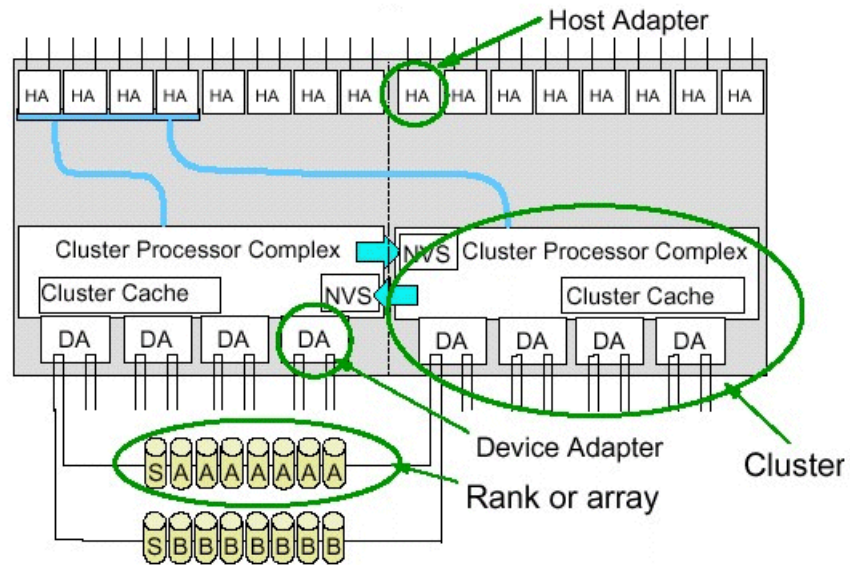 Host Adapter
HA HA HA HA HA HA HA HA HA HA HA HA HA HA HA HA
Cluster Processor Complex
NVS Cluster Processor Complex
Cluster Cache
NVS
Cluster Cache
DA DA DA DA DA DA DA DA
Device Adapter
Cluster
S A A A A A A A
Rank or array
S B B B B B B B